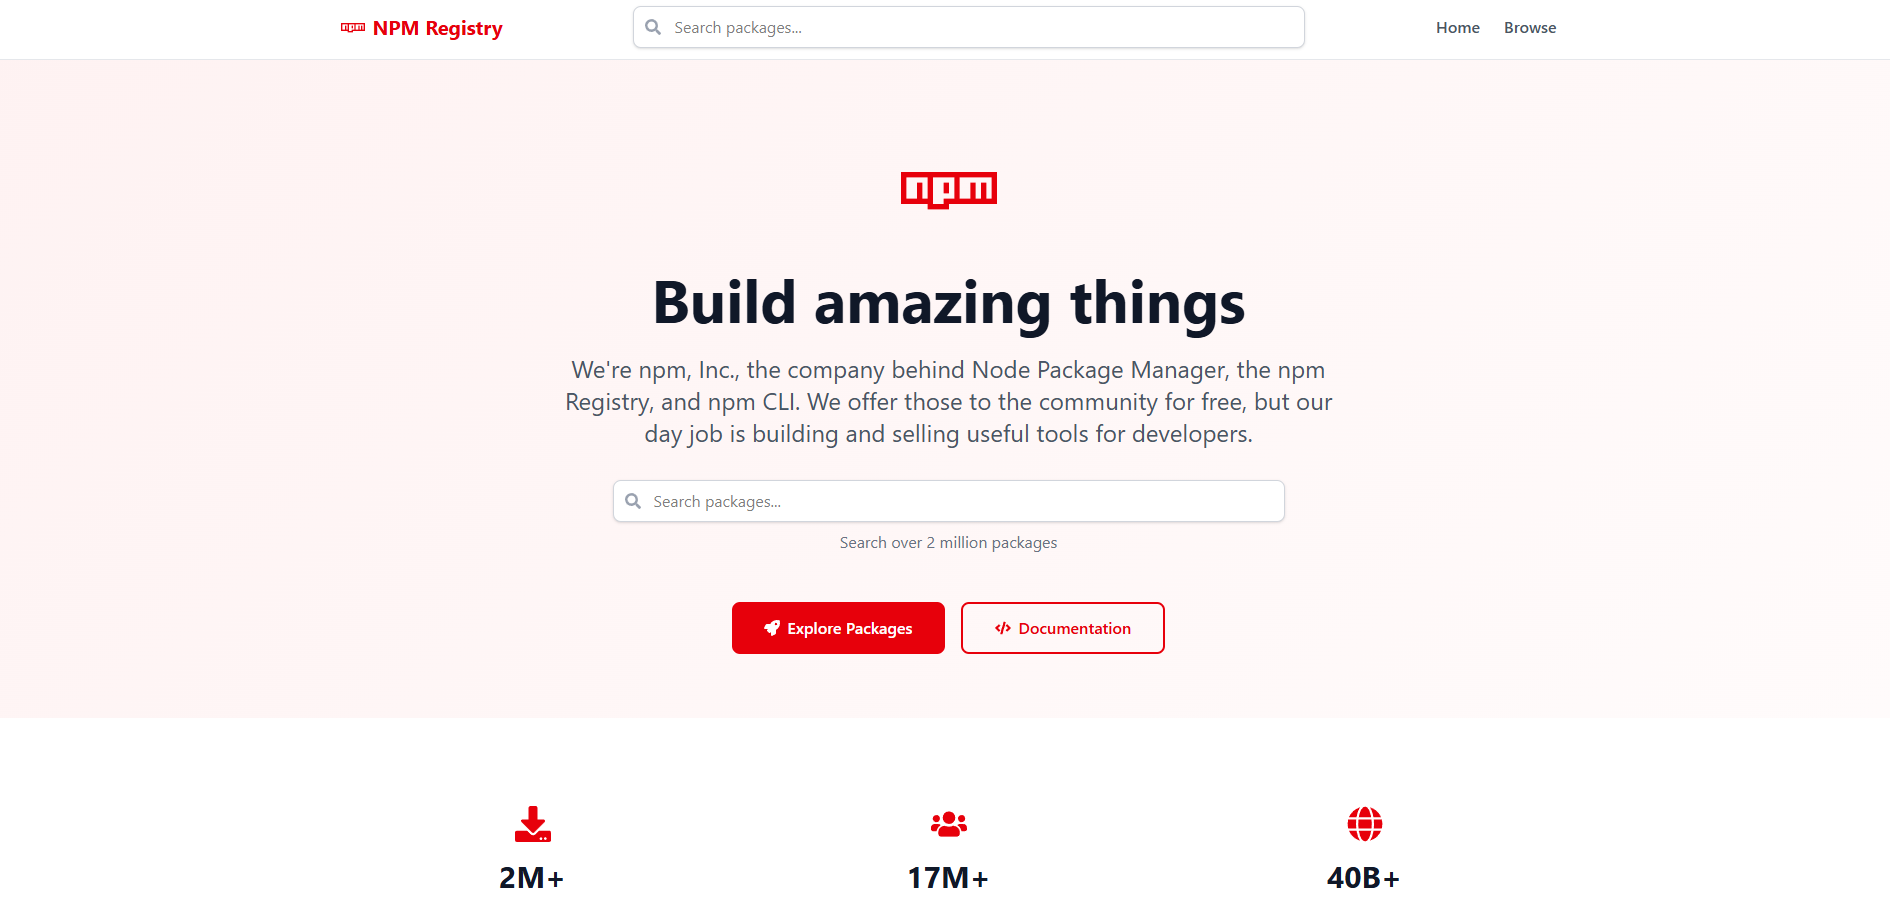 npm NPM Registry
Search packages...
Home
Browse
npm
Build amazing things
We're npm, Inc., the company behind Node Package Manager, the npm
Registry, and npm CLI. We offer those to the community for free, but our
day job is building and selling useful tools for developers.
Search packages...
Search over 2 million packages
Explore Packages
Documentation
2M+
17M+
40B+